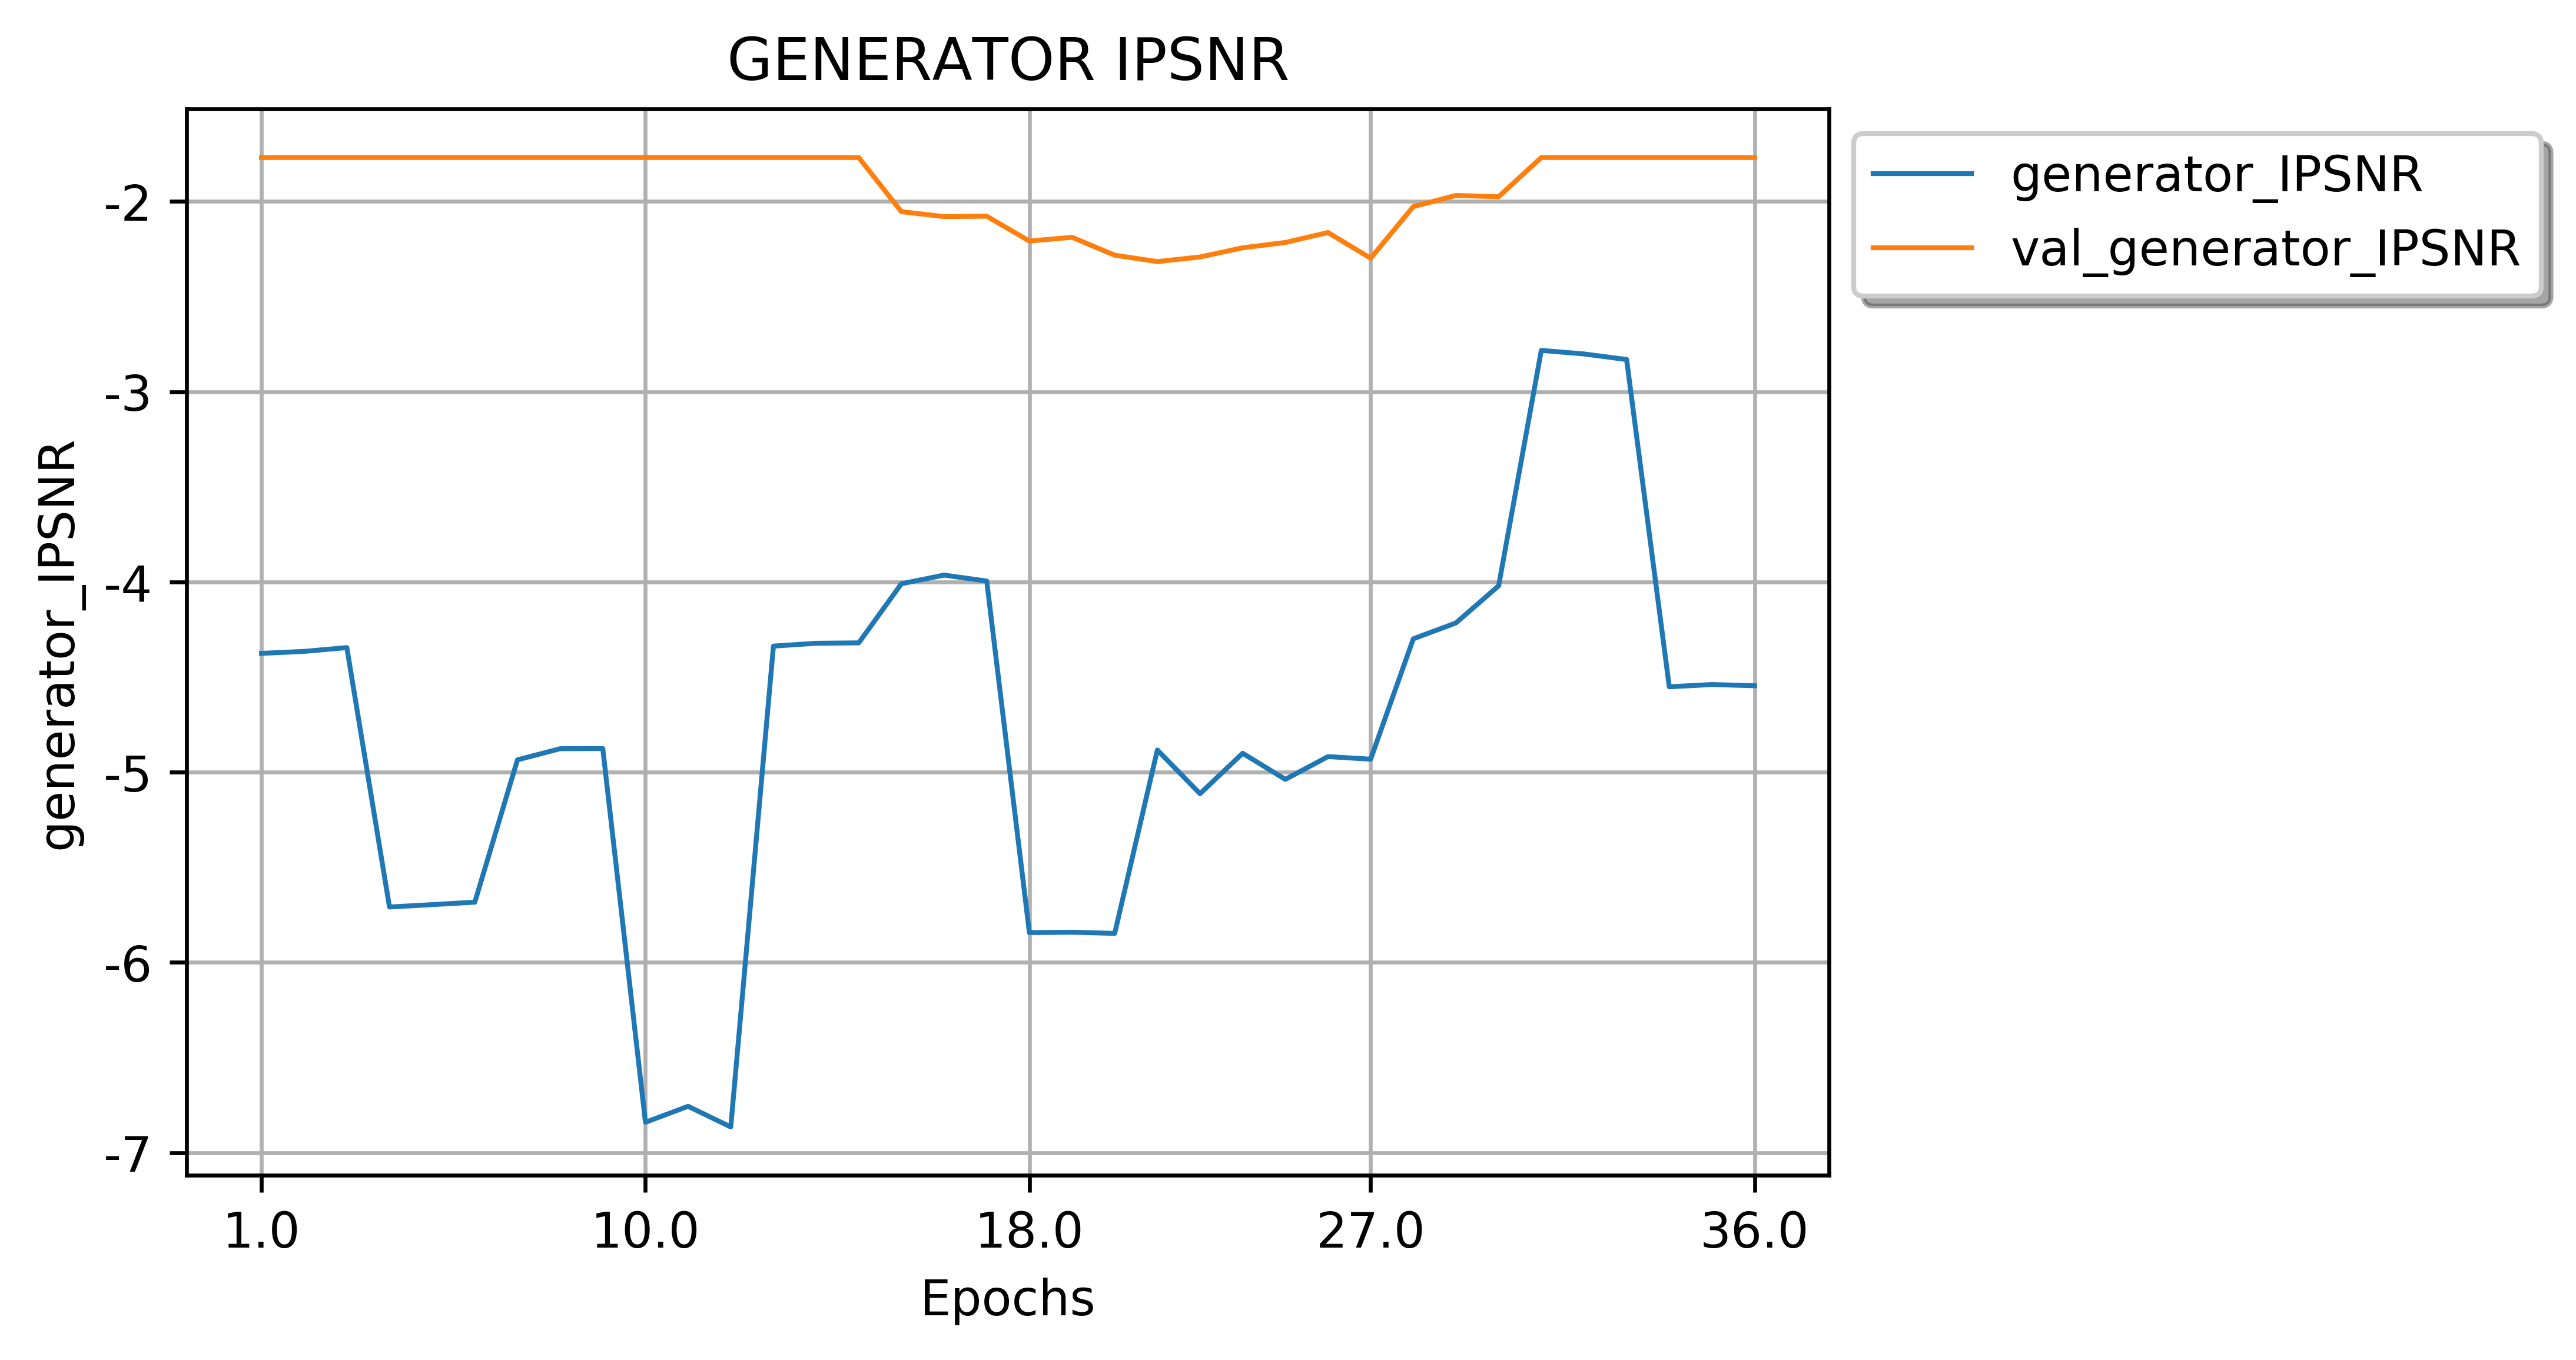 GENERATOR IPSNR
generator_IPSNR
val_generator_IPSNR
generator_IPSNR
-2
-3
-4
-5
-6
-7
1.0 10.0 18.0 27.0 36.0
Epochs